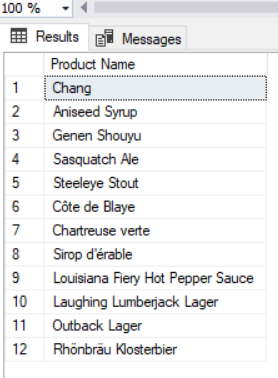 100 %
Results Messages
Product Name
1 Chang
2 Aniseed Syrup
3 Genen Shouyu
4 Sasquatch Ale
5 Steeleye Stout
6 Côte de Blaye
7 Chartreuse verte
8 Sirop d'érable
9 Louisiana Fiery Hot Pepper Sauce
10 Laughing Lumberjack Lager
11 Outback Lager
12 Rhönbräu Klosterbier